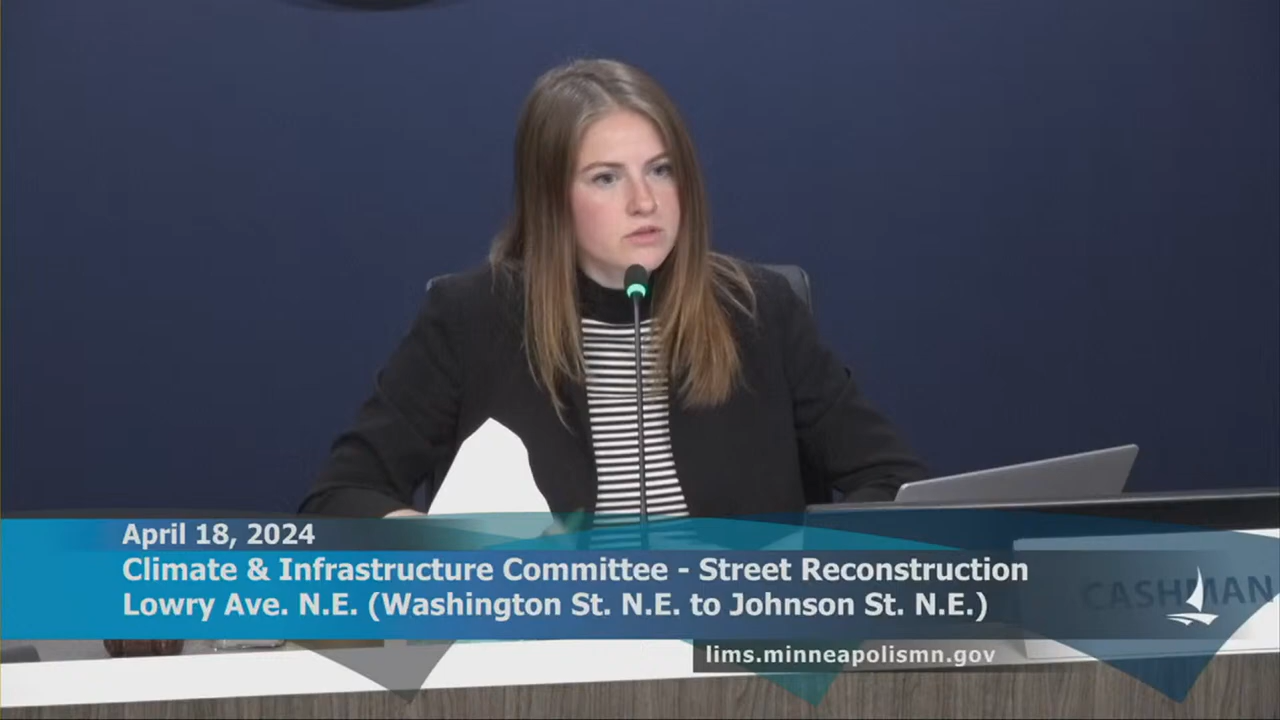 April 18, 2024
Climate & Infrastructure Committee - Street Reconstruction
Lowry Ave. N.E. (Washington St. N.E. to Johnson St. N.E.)
CASHMAN
lims.minneapolismn.gov